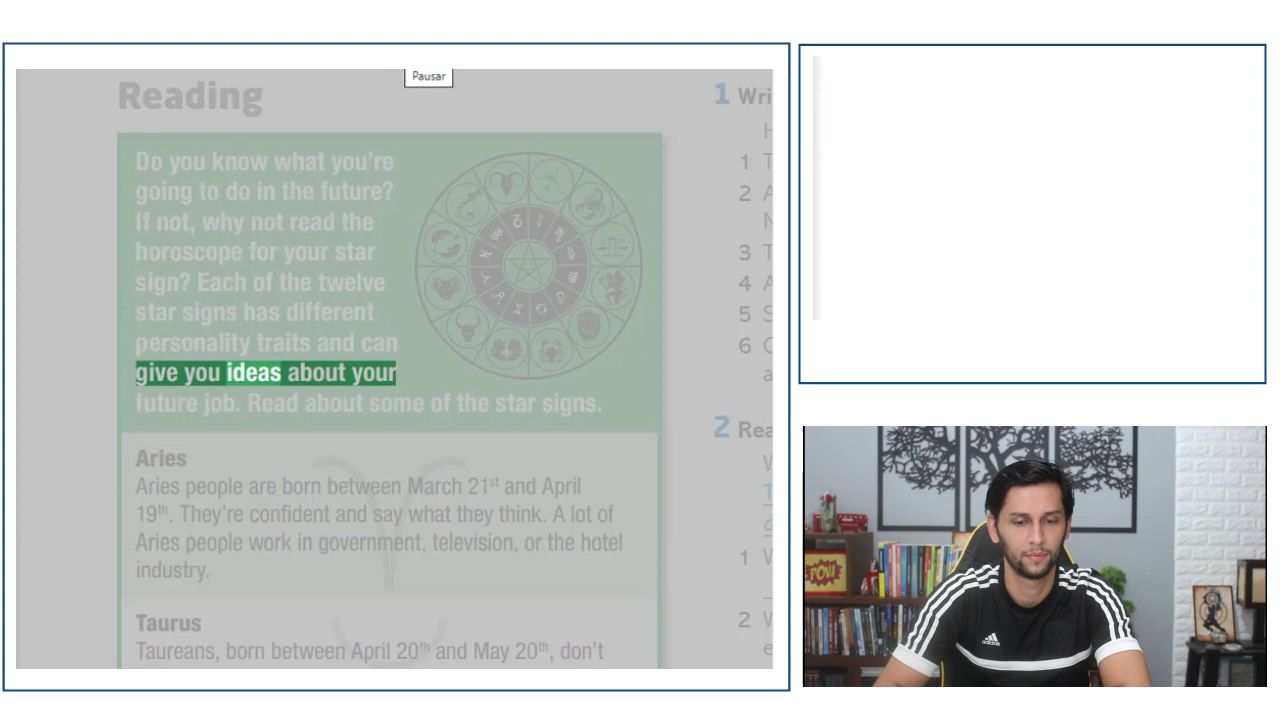 Pausar
Reading
Do you know what you're
going to do in the future?
If not, why not read the
horoscope for your star
sign? Each of the twelve
star signs has different
personality traits and can
give you ideas about your
future job. Read about some of the star signs.
Aries
Aries people are born between March 21st and April
19th. They're confident and say what they think. A lot of
Aries people work in government, television, or the hotel
industry.
Taurus
Taureans, born between April 20th and May 20th, don't
1 Wri
H
1 T
2 A
N
3 T
4 A
5 S
6 C
a
2 Rea
W
1 W
2 W
e
POW!
adidas